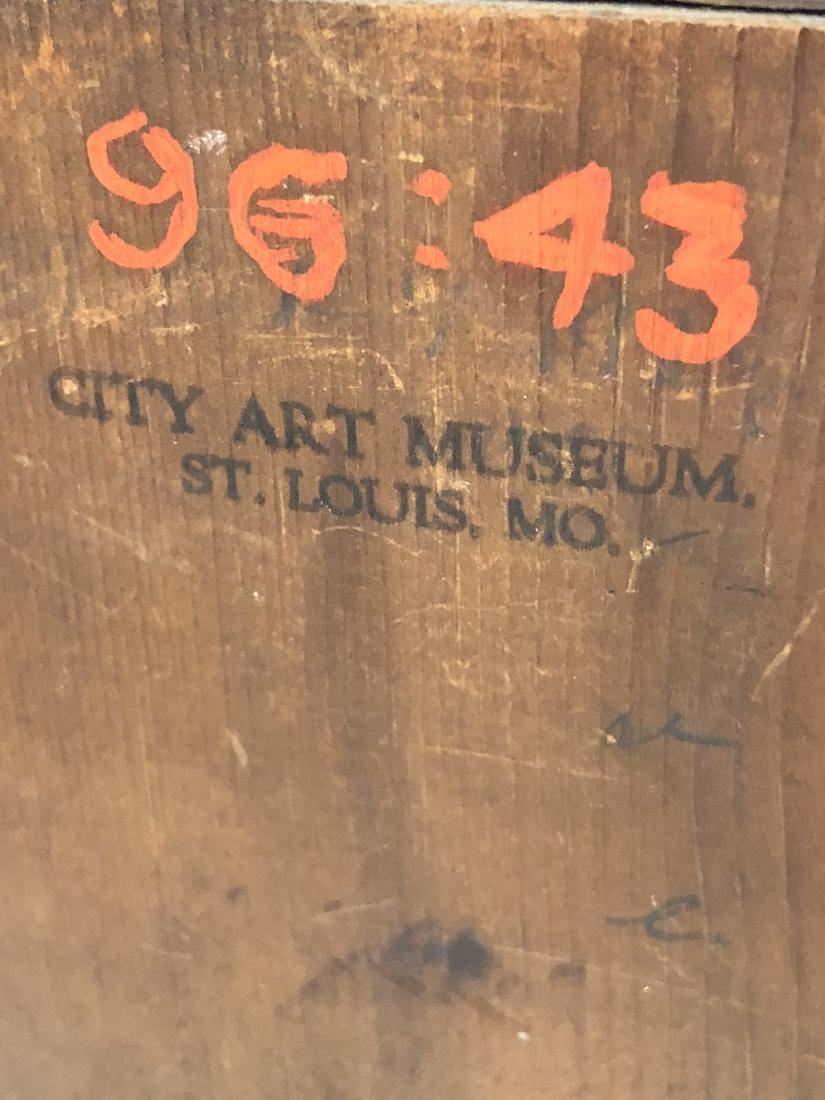 96:43
CITY ART MUSEUM.
ST. LOUIS, MO.
C.